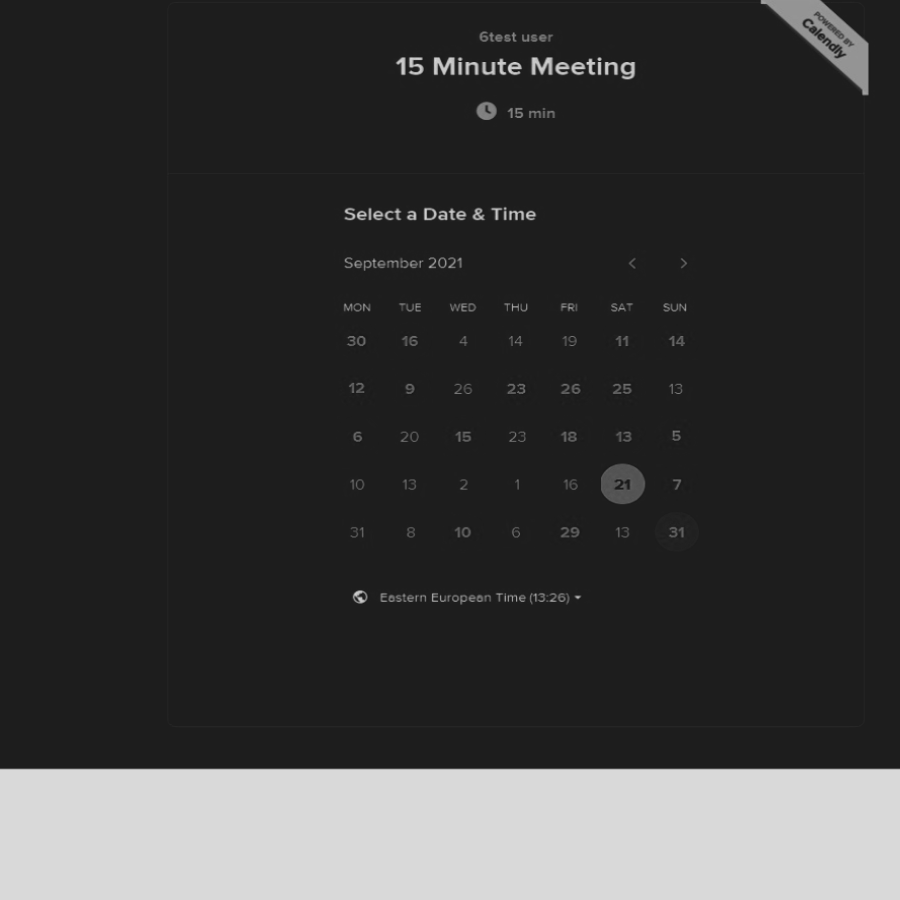 6test user
15 Minute Meeting
15 min
POWERED BY
Calendly
Select a Date & Time
September 2021
MON TUE WED THU FRI SAT SUN
30 16 4 14 19 11 14
12 9 26 23 26 25 13
6 20 15 23 18 13 5
10 13 2 1 16 21 7
31 8 10 6 29 13 31
Eastern European Time (13:26)